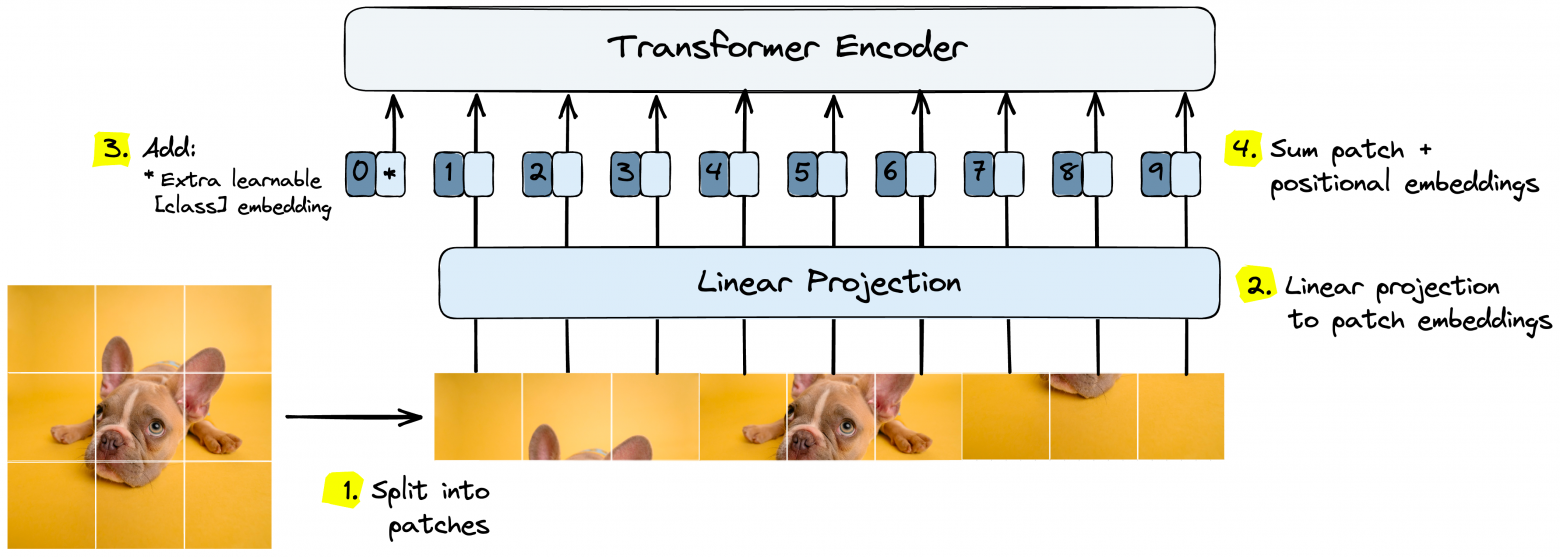 Transformer Encoder
3. Add:
* Extra learnable
[class] embedding
0 * 1 2 3 4 5 6 7 8 9
4. Sum patch +
positional embeddings
Linear Projection
2. Linear projection
to patch embeddings
1. Split into
patches